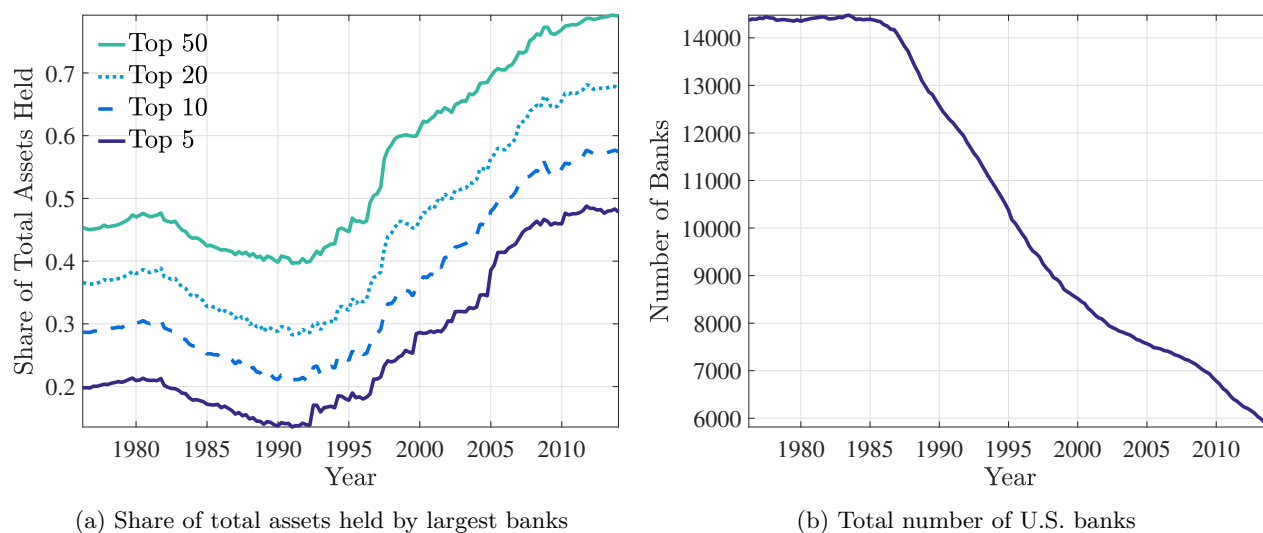 Top 50
Top 20
Top 10
Top 5
0.7
0.6
0.5
0.4
0.3
0.2
Share of Total Assets Held
1980 1985 1990 1995 2000 2005 2010
Year
(a) Share of total assets held by largest banks
14000
13000
12000
11000
10000
9000
8000
7000
6000
Number of Banks
1980 1985 1990 1995 2000 2005 2010
Year
(b) Total number of U.S. banks